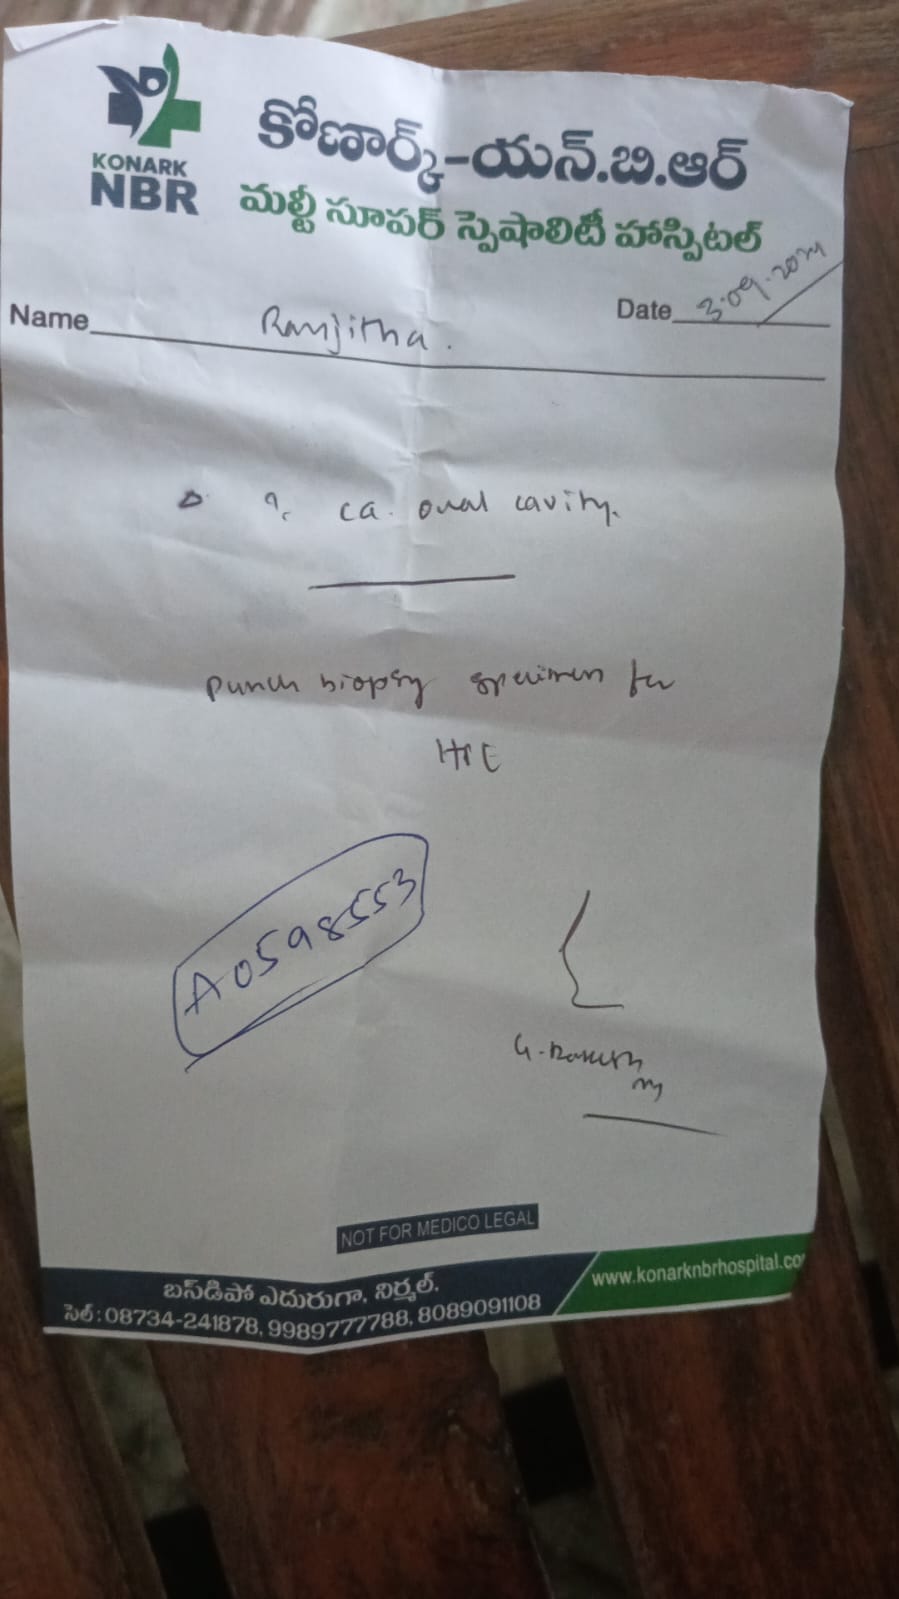 KONARK
NBR
కోణార్క్-యన్.బి.ఆర్
మల్టీ సూపర్ స్పెషాలిటీ హాస్పిటల్
Name Ranjitha.
Date 3.09.2024
? ca. oral cavity.
punch biopsy specimen for
HPE
A0598553
NOT FOR MEDICO LEGAL
బస్‌డిపో ఎదురుగా, నిర్మల్.
సెల్ : 08734-241878, 9989777788, 8089091108
www.konarknbrhospital.co